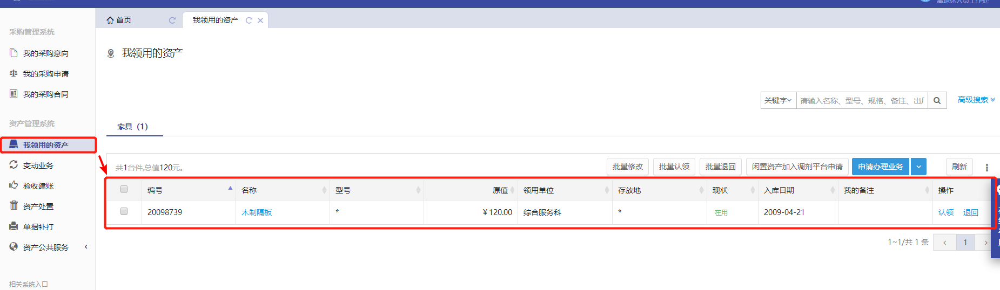 首页
我领用的资产
采购管理系统
我的采购意向
我的采购申请
我的采购合同
资产管理系统
我领用的资产
变动业务
验收建账
资产处置
单据补打
资产公共服务
相关系统入口
我领用的资产
关键字 请输入名称、型号、规格、备注、出厂 高级搜索
家具（1）
共1台件,总值120元。 批量修改 批量认领 批量退回 闲置资产加入调剂平台申请 申请办理业务 刷新
编号 名称 型号 原值 领用单位 存放地 现状 入库日期 我的备注 操作
20098739 木制隔板 * ¥ 120.00 综合服务科 * 在用 2009-04-21 认领 退回
1~1/共 1 条 ‹ 1 ›